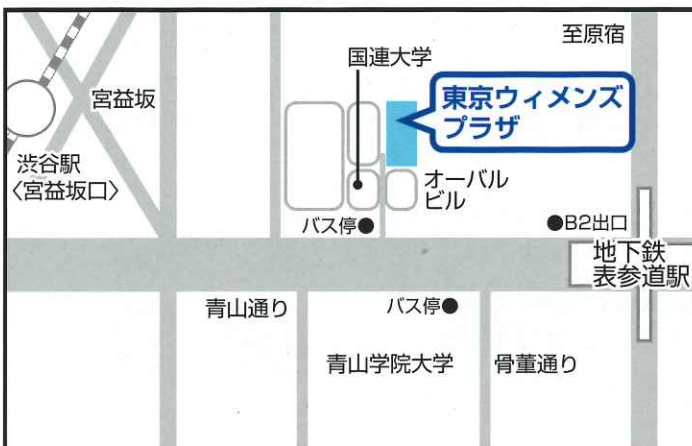 至原宿
国連大学
宮益坂
東京ウィメンズ
プラザ
渋谷駅
〈宮益坂口〉
オーバル
ビル
バス停●
●B2出口
地下鉄
表参道駅
青山通り
バス停●
青山学院大学
骨董通り